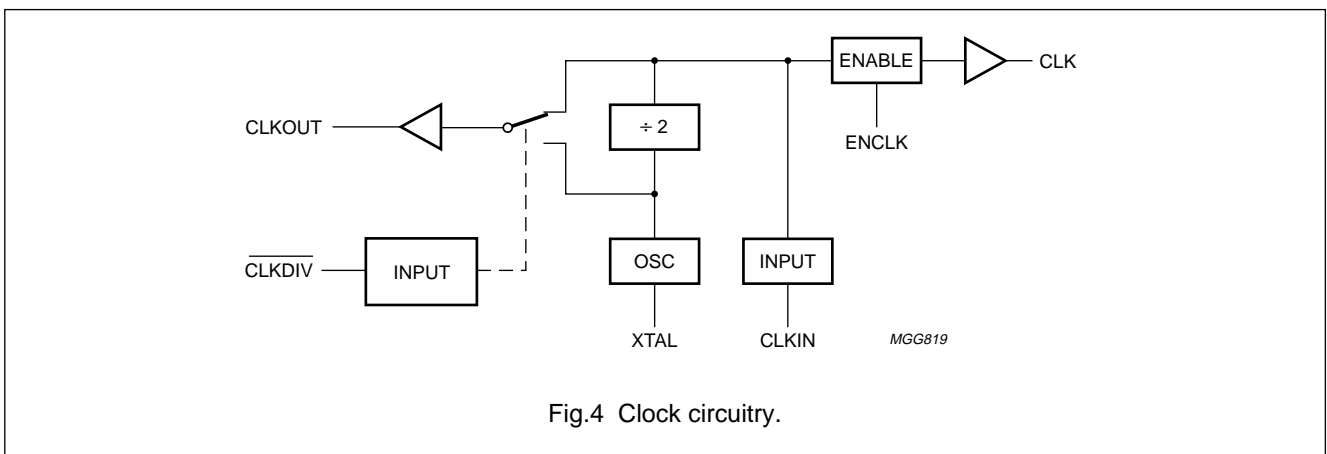 ENABLE
CLK
CLKOUT
÷ 2
ENCLK
CLKDIV
INPUT
OSC
INPUT
XTAL
CLKIN
MGG819
Fig.4 Clock circuitry.